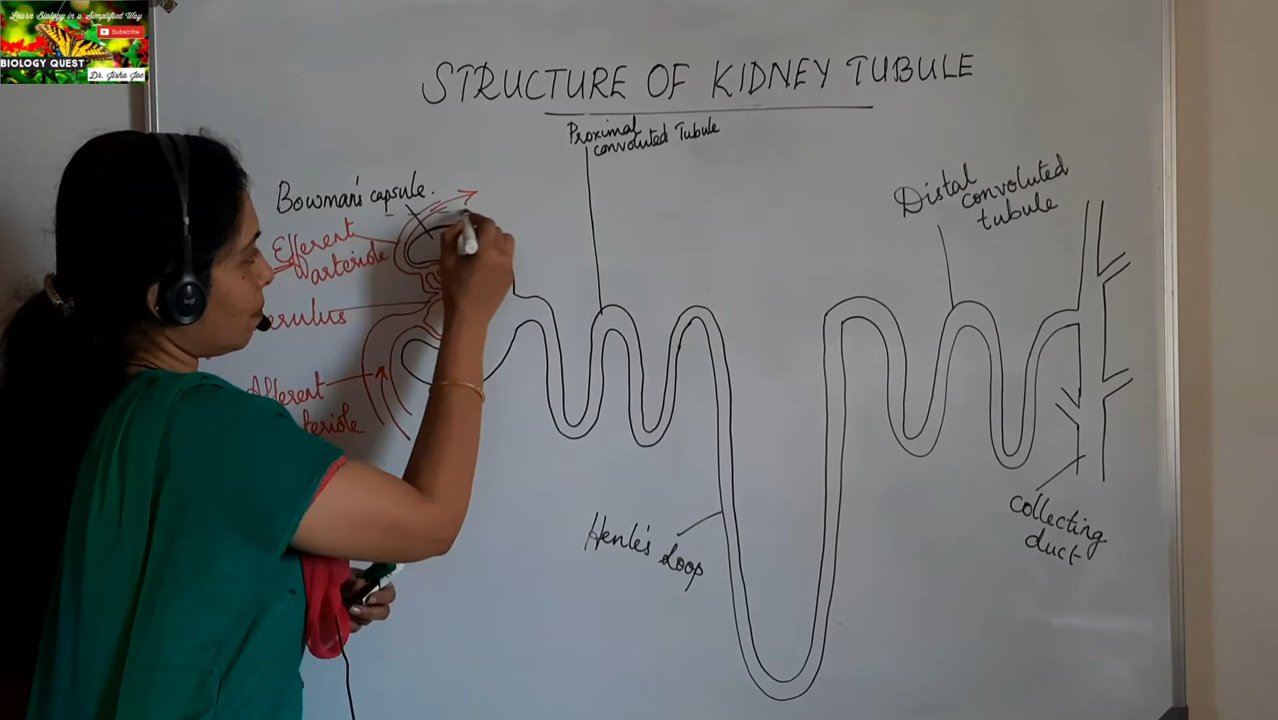 Learn Biology in a Simplified Way
Subscribe
BIOLOGY QUEST
Dr. Jisha Jae
STRUCTURE OF KIDNEY TUBULE
Proximal
convoluted Tubule
Bowman's capsule.
Efferent
arteriole
Afferent
Distal
convoluted
tubule
Henle's Loop
Collecting
duct